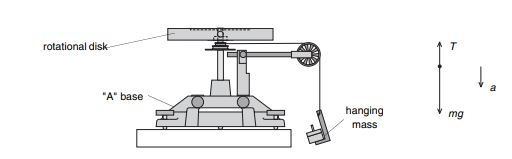 rotational disk
"A" base
hanging
mass
T
a
mg